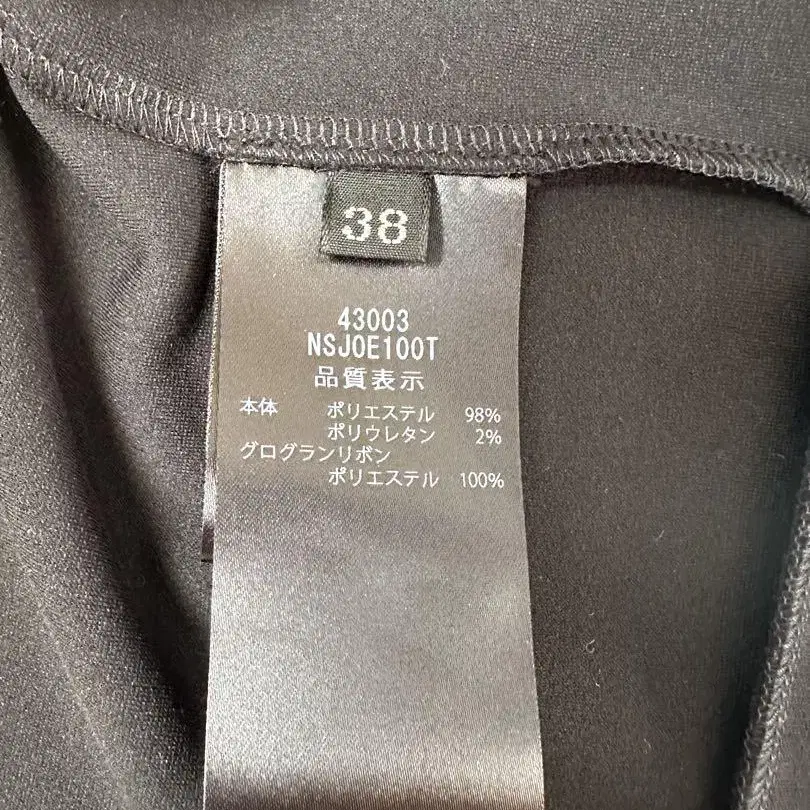 38
43003
NSJOE100T
品質表示
本体 ポリエステル 98%
ポリウレタン 2%
グログランリボン
ポリエステル 100%